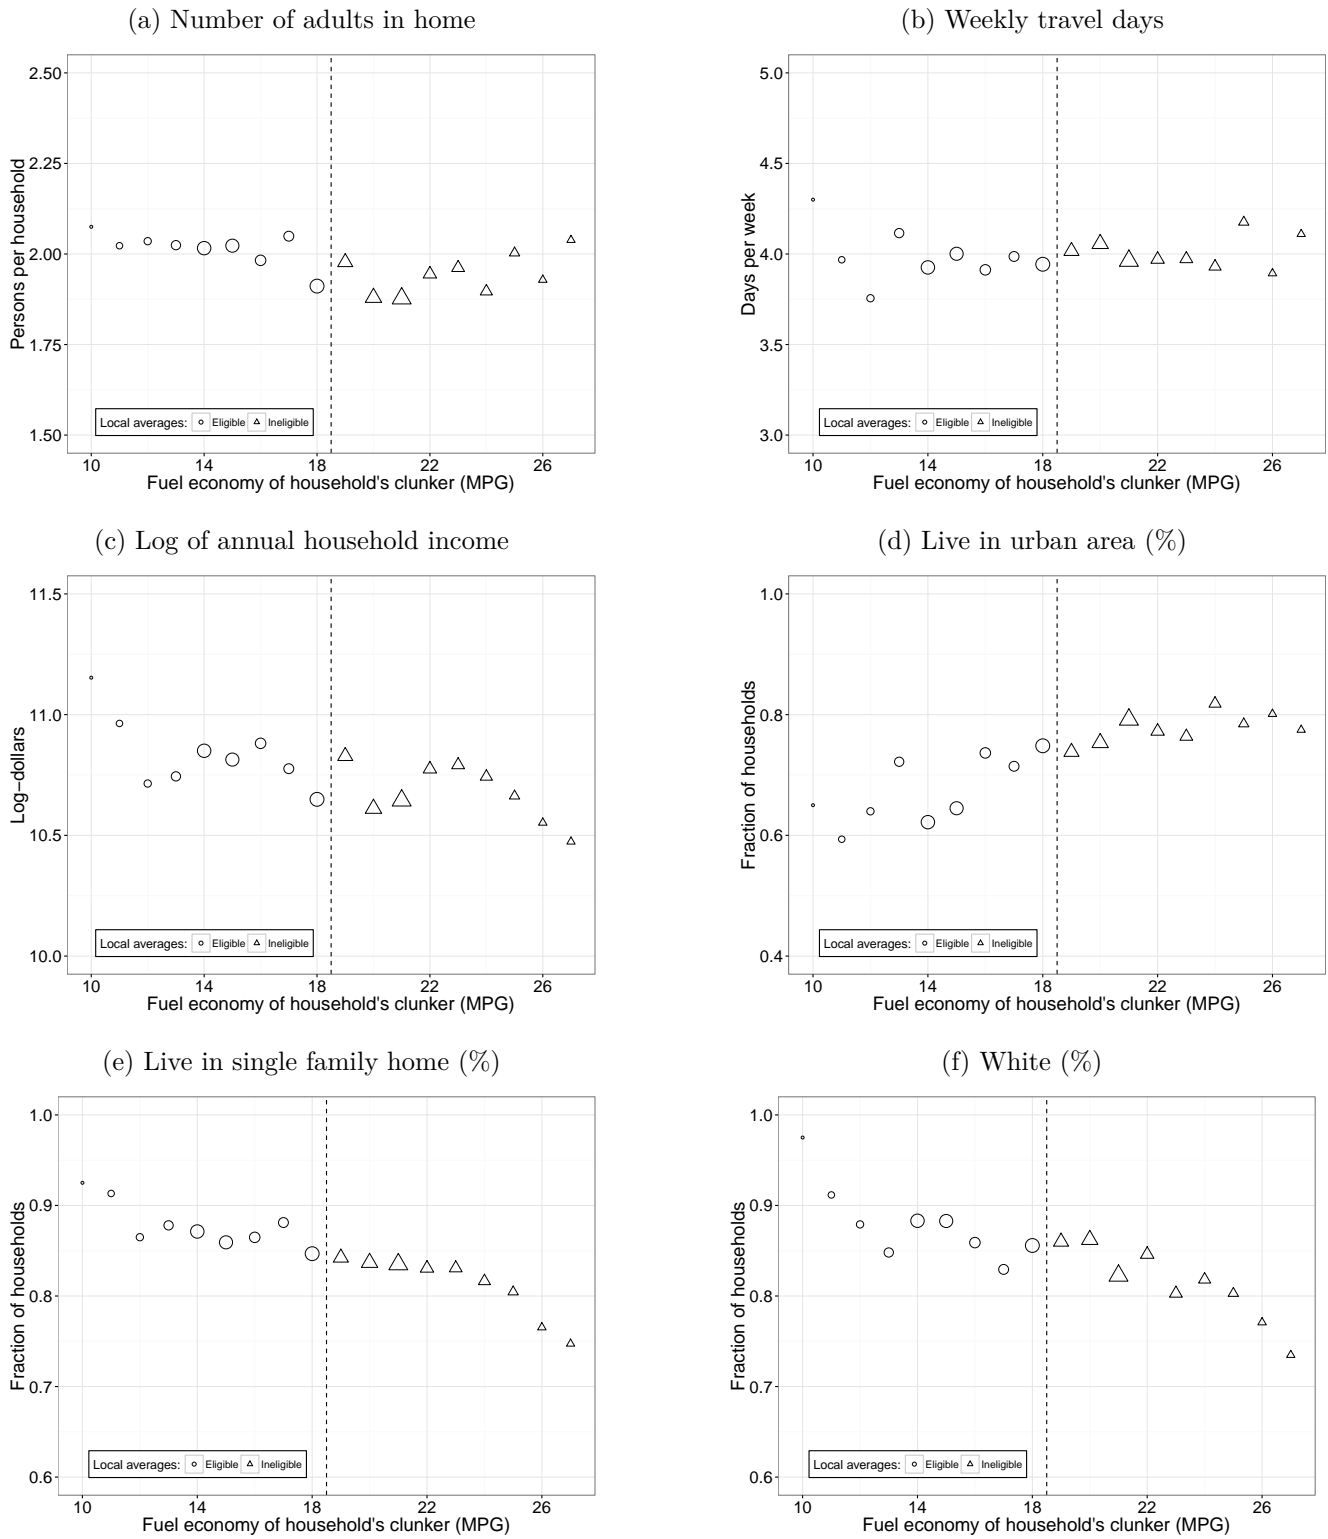 (a) Number of adults in home
2.50
2.25
2.00
1.75
1.50
Persons per household
Local averages: Eligible Ineligible
10 14 18 22 26
Fuel economy of household's clunker (MPG)
(b) Weekly travel days
5.0
4.5
4.0
3.5
3.0
Days per week
Local averages: Eligible Ineligible
10 14 18 22 26
Fuel economy of household's clunker (MPG)
(c) Log of annual household income
11.5
11.0
10.5
10.0
Log−dollars
Local averages: Eligible Ineligible
10 14 18 22 26
Fuel economy of household's clunker (MPG)
(d) Live in urban area (%)
1.0
0.8
0.6
0.4
Fraction of households
Local averages: Eligible Ineligible
10 14 18 22 26
Fuel economy of household's clunker (MPG)
(e) Live in single family home (%)
1.0
0.9
0.8
0.7
0.6
Fraction of households
Local averages: Eligible Ineligible
10 14 18 22 26
Fuel economy of household's clunker (MPG)
(f) White (%)
1.0
0.9
0.8
0.7
0.6
Fraction of households
Local averages: Eligible Ineligible
10 14 18 22 26
Fuel economy of household's clunker (MPG)